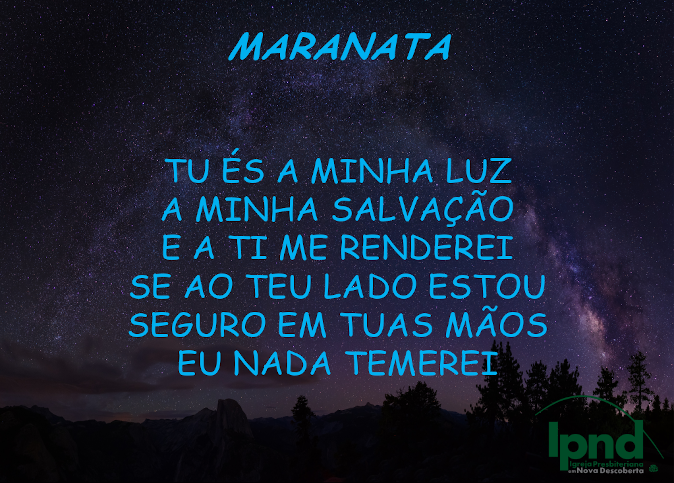 MARANATA
TU ÉS A MINHA LUZ
A MINHA SALVAÇÃO
E A TI ME RENDEREI
SE AO TEU LADO ESTOU
SEGURO EM TUAS MÃOS
EU NADA TEMEREI
Ipnd
Igreja Presbiteriana
em Nova Descoberta